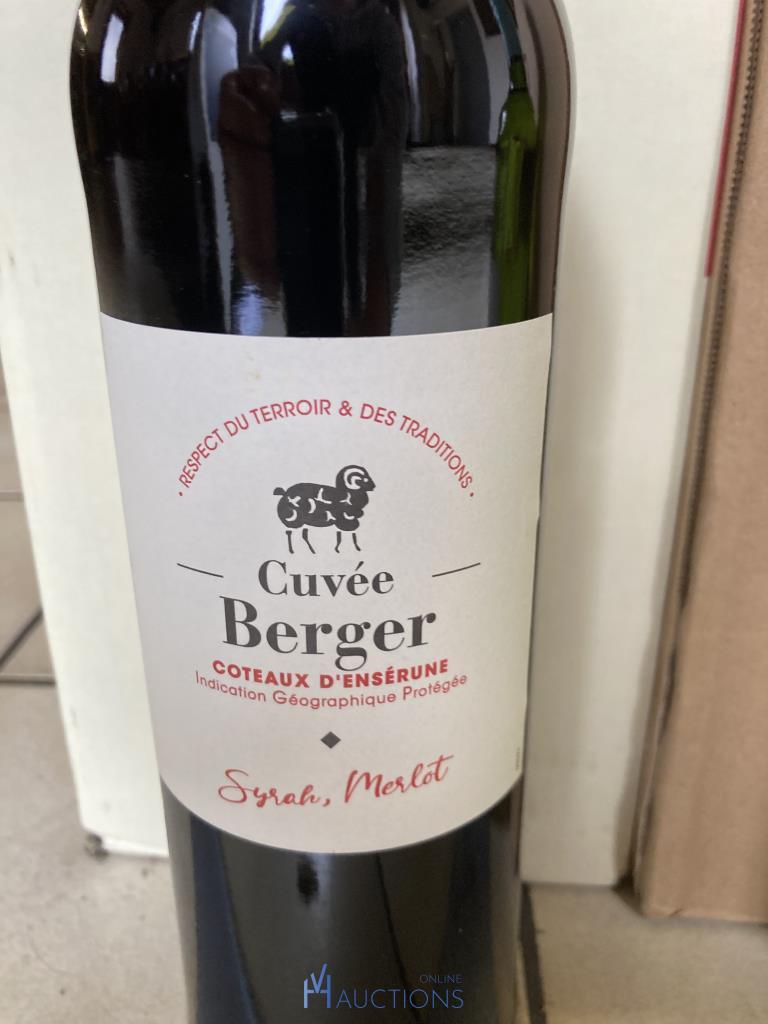 • RESPECT DU TERROIR & DES TRADITIONS •
Cuvée
Berger
COTEAUX D'ENSÉRUNE
Indication Géographique Protégée
Syrah, Merlot
ONLINE
AUCTIONS